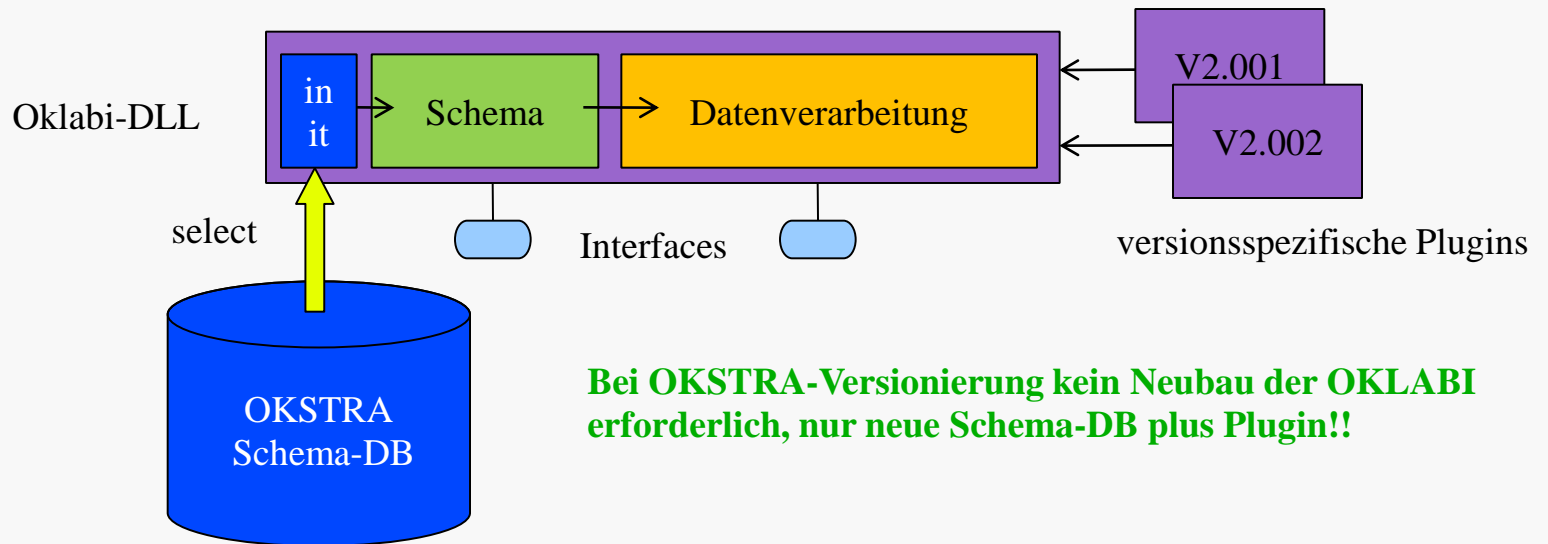 Oklabi-DLL
in
it
Schema
Datenverarbeitung
V2.001
V2.002
select
Interfaces
versionsspezifische Plugins
OKSTRA
Schema-DB
Bei OKSTRA-Versionierung kein Neubau der OKLABI
erforderlich, nur neue Schema-DB plus Plugin!!